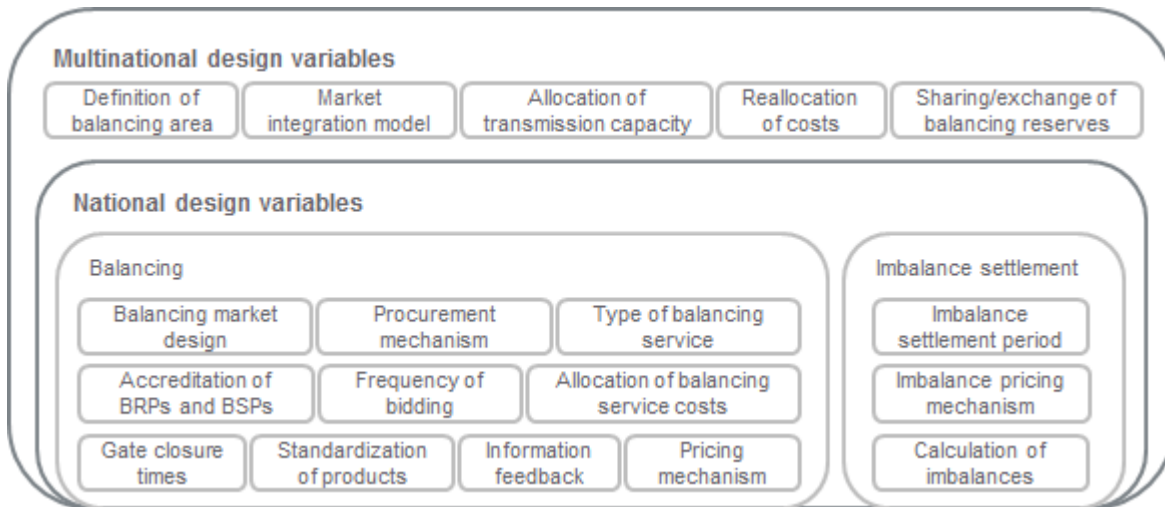 Multinational design variables
Definition of
balancing area
Market
integration model
Allocation of
transmission capacity
Reallocation
of costs
Sharing/exchange of
balancing reserves
National design variables
Balancing
Balancing market
design
Procurement
mechanism
Type of balancing
service
Accreditation of
BRPs and BSPs
Frequency of
bidding
Allocation of balancing
service costs
Gate closure
times
Standardization
of products
Information
feedback
Pricing
mechanism
Imbalance settlement
Imbalance
settlement period
Imbalance pricing
mechanism
Calculation of
imbalances